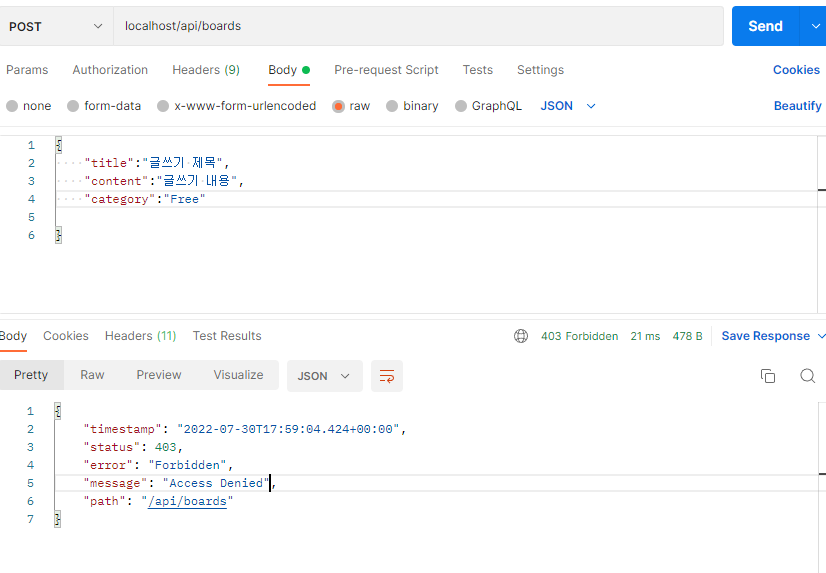 POST localhost/api/boards Send
Params Authorization Headers (9) Body Pre-request Script Tests Settings Cookies
none form-data x-www-form-urlencoded raw binary GraphQL JSON Beautify
1 {
2 ····"title":"글쓰기·제목",
3 ····"content":"글쓰기·내용",
4 ····"category":"Free"
5
6 }
Body Cookies Headers (11) Test Results 403 Forbidden 21 ms 478 B Save Response
Pretty Raw Preview Visualize JSON
1 {
2 "timestamp": "2022-07-30T17:59:04.424+00:00",
3 "status": 403,
4 "error": "Forbidden",
5 "message": "Access Denied",
6 "path": "/api/boards"
7 }